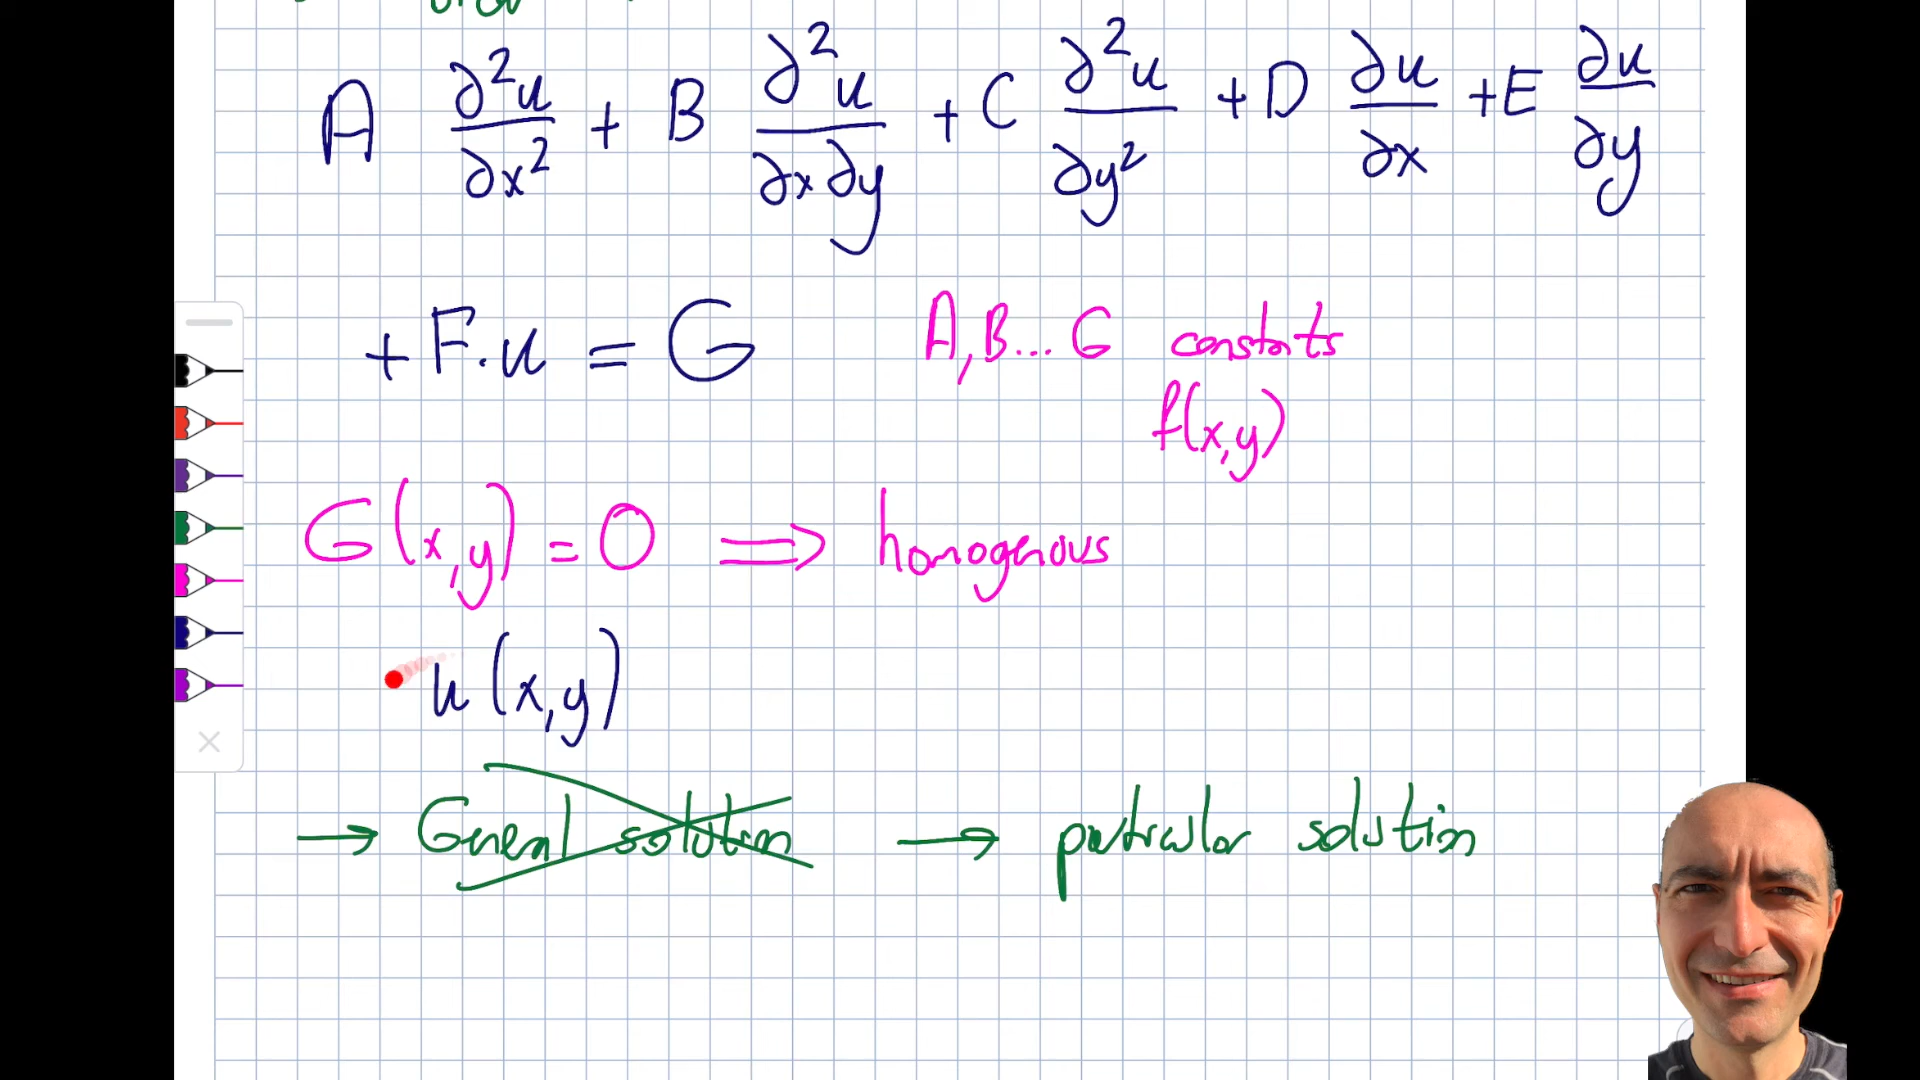 A ∂²u/∂x² + B ∂²u/∂x∂y + C ∂²u/∂y² + D ∂u/∂x + E ∂u/∂y
+ F.u = G
A, B... G constants
f(x,y)
G(x,y) = 0 ⟹ homogenous
u(x,y)
→ General solution → particular solution